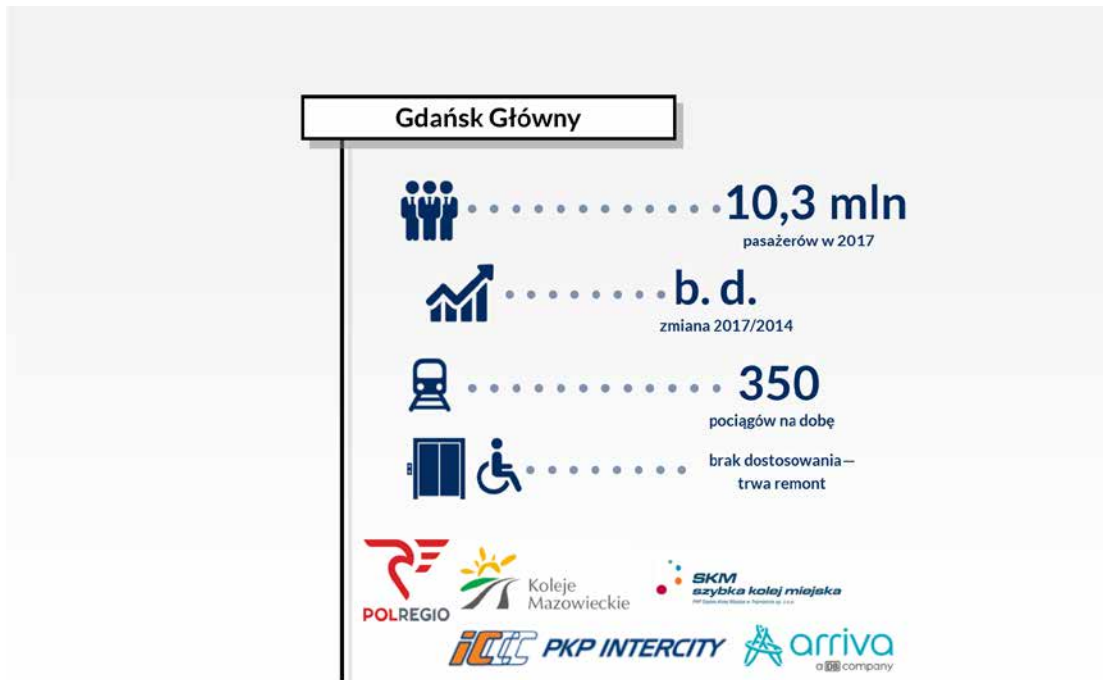 Gdańsk Główny
10,3 mln
pasażerów w 2017
b. d.
zmiana 2017/2014
350
pociągów na dobę
brak dostosowania—
trwa remont
POLREGIO
Koleje
Mazowieckie
SKM
szybka kolej miejska
PKP INTERCITY
arriva
a DB company